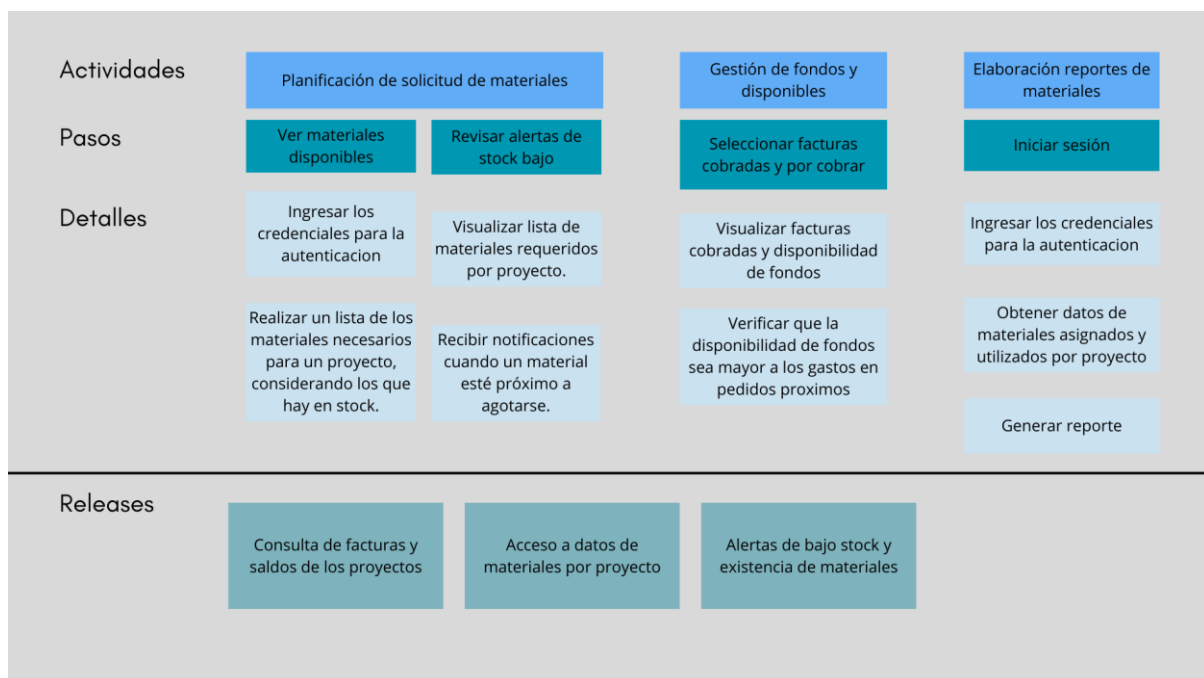 Actividades
Planificación de solicitud de materiales
Gestión de fondos y
disponibles
Elaboración reportes de
materiales
Pasos
Ver materiales
disponibles
Revisar alertas de
stock bajo
Seleccionar facturas
cobradas y por cobrar
Iniciar sesión
Detalles
Ingresar los
credenciales para la
autenticacion
Visualizar lista de
materiales requeridos
por proyecto.
Visualizar facturas
cobradas y disponibilidad
de fondos
Ingresar los credenciales
para la autenticacion
Realizar un lista de los
materiales necesarios
para un proyecto,
considerando los que
hay en stock.
Recibir notificaciones
cuando un material
esté próximo a
agotarse.
Verificar que la
disponibilidad de fondos
sea mayor a los gastos en
pedidos proximos
Obtener datos de
materiales asignados y
utilizados por proyecto
Generar reporte
Releases
Consulta de facturas y
saldos de los proyectos
Acceso a datos de
materiales por proyecto
Alertas de bajo stock y
existencia de materiales